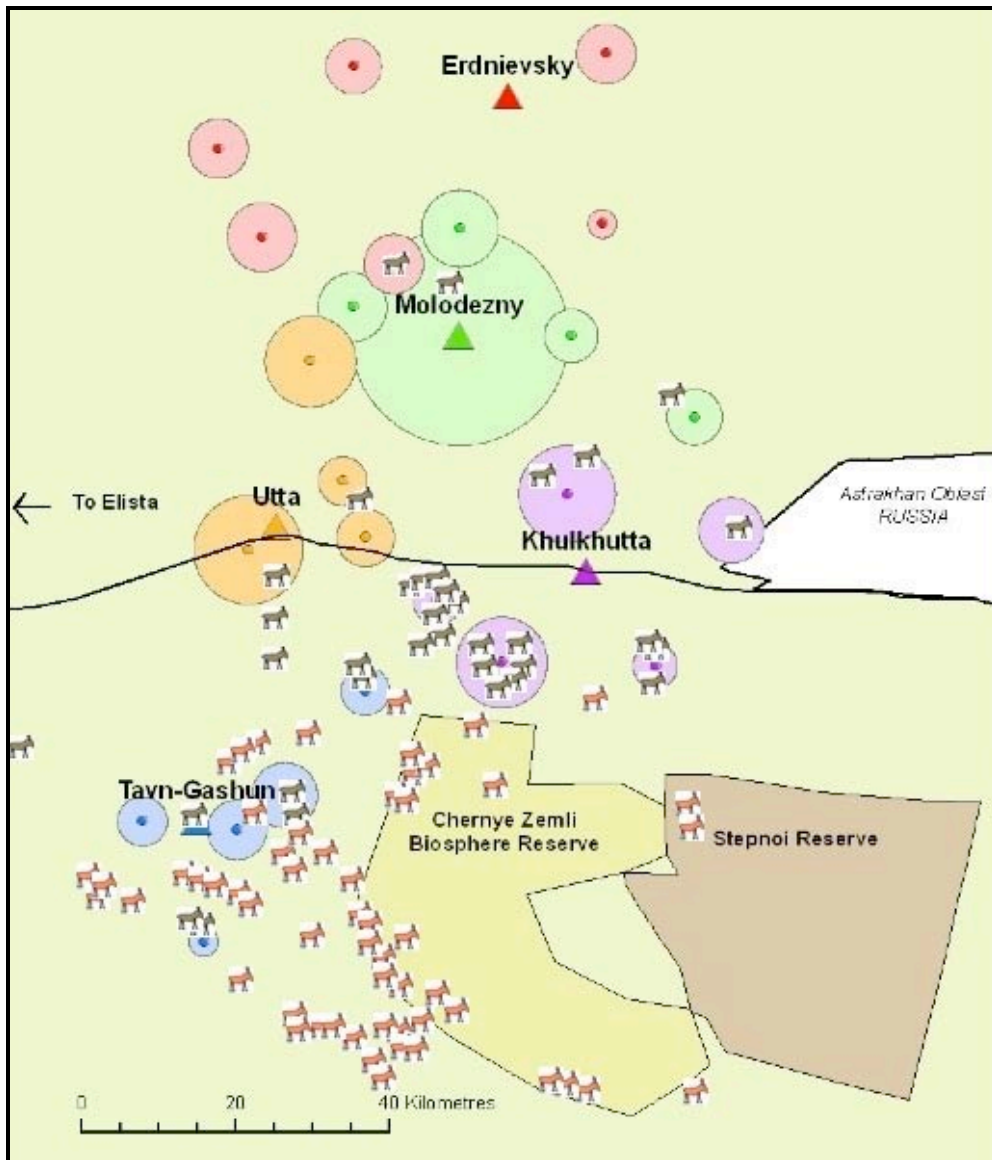 Erdnievsky
Molodezny
To Elista
Utta
Astrakhan Oblast
RUSSIA
Khulkhutta
Tavn-Gashun
Chernye Zemli
Biosphere Reserve
Stepnoi Reserve
0 20 40 Kilometres